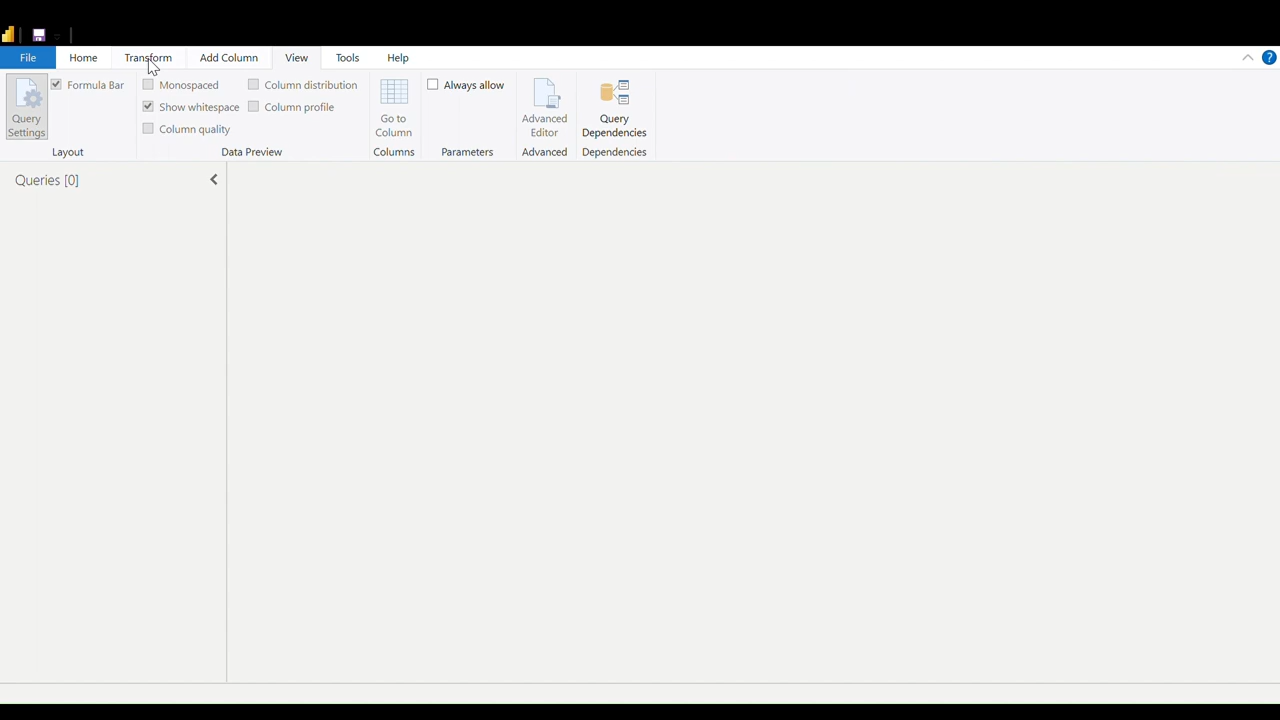 File Home Transform Add Column View Tools Help ?
Formula Bar Monospaced Column distribution Always allow
Show whitespace Column profile
Query Settings Go to Column Advanced Editor Query Dependencies
Column quality
Layout Data Preview Columns Parameters Advanced Dependencies
Queries [0]